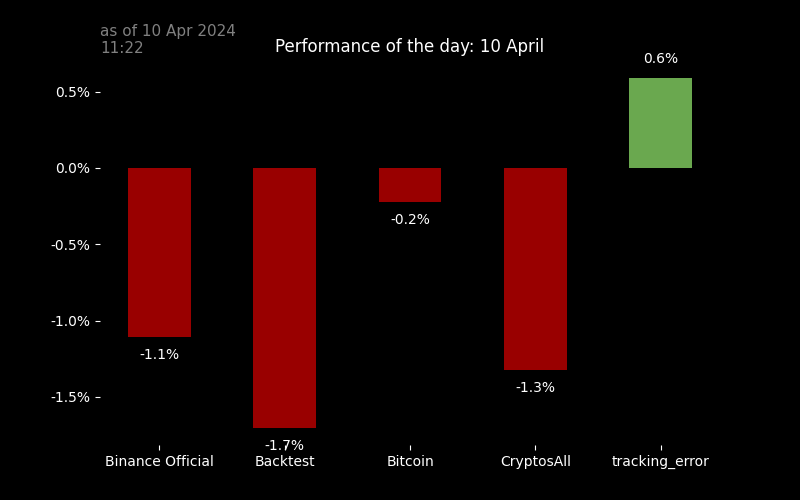 as of 10 Apr 2024
11:22
Performance of the day: 10 April
0.6%
0.5%
0.0%
-0.2%
-0.5%
-1.0%
-1.1%
-1.3%
-1.5%
-1.7%
Binance Official
Backtest
Bitcoin
CryptosAll
tracking_error